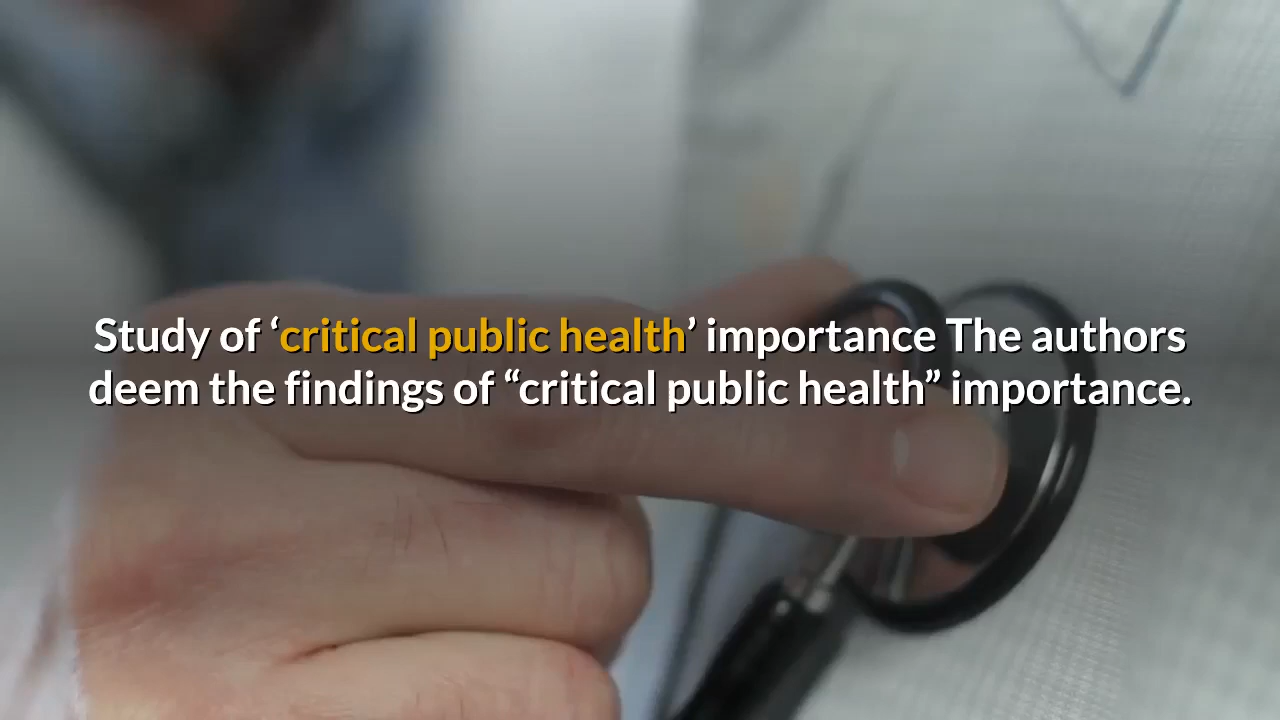 Study of ‘critical public health’ importance The authors
deem the findings of “critical public health” importance.